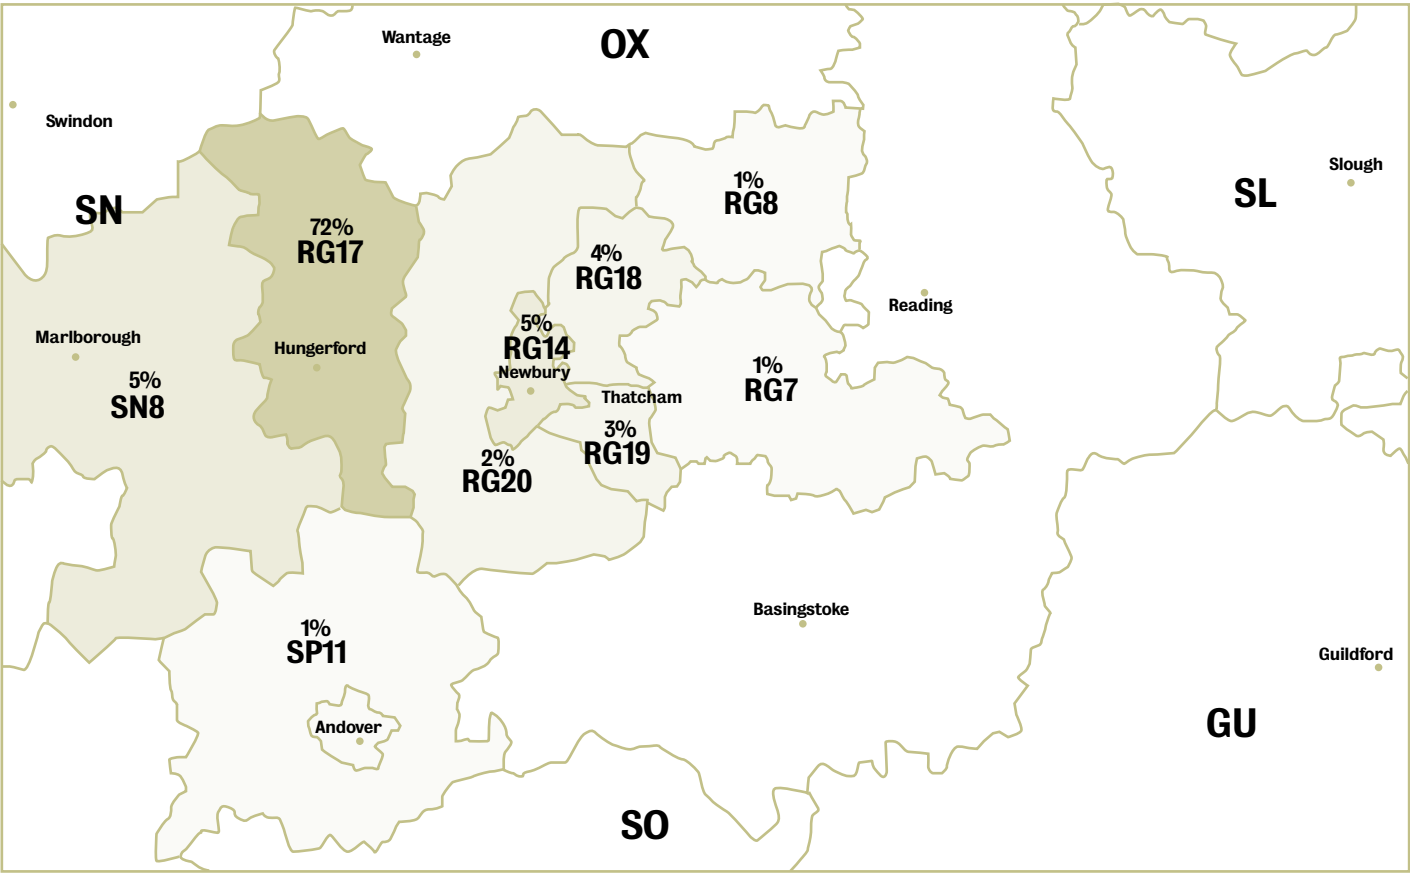 Wantage
OX
Swindon
Slough
1%
RG8
SL
SN
72%
RG17
4%
RG18
Reading
5%
RG14
Marlborough
Hungerford
Newbury
1%
RG7
5%
SN8
Thatcham
3%
RG19
2%
RG20
Basingstoke
1%
SP11
Guildford
Andover
GU
SO